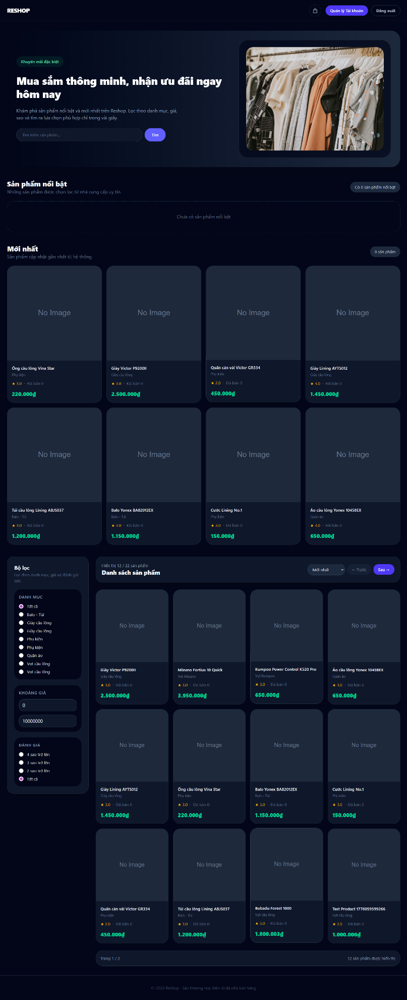 RESHOP
Quản lý Tài khoản
Đăng xuất
Khuyến mãi đặc biệt
Mua sắm thông minh, nhận ưu đãi ngay
hôm nay
Khám phá sản phẩm nổi bật và mới nhất trên Reshop. Lọc theo danh mục, giá,
sao và tìm ra lựa chọn phù hợp chỉ trong vài giây.
Tìm kiếm sản phẩm...
Tìm
Sản phẩm nổi bật
Những sản phẩm được chọn lọc từ nhà cung cấp uy tín.
Có 0 sản phẩm nổi bật
Chưa có sản phẩm nổi bật
Mới nhất
Sản phẩm cập nhật gần nhất từ hệ thống.
8 sản phẩm
No Image
No Image
No Image
No Image
Ống cầu lông Vina Star
Phụ kiện
★ 3.0 · Đã bán 0
220.000₫
Giày Victor P9200II
Giày cầu lông
★ 3.0 · Đã bán 0
2.500.000₫
Quấn cán vải Victor GR334
Phụ kiện
★ 2.0 · Đã bán 0
450.000₫
Giày Lining AYTS012
Giày cầu lông
★ 3.0 · Đã bán 0
1.450.000₫
No Image
No Image
No Image
No Image
Túi cầu lông Lining ABJS037
Balo - Túi
★ 3.0 · Đã bán 0
1.200.000₫
Balo Yonex BA82012EX
Balo - Túi
★ 3.0 · Đã bán 0
1.150.000₫
Cước Lining No.1
Phụ kiện
★ 3.0 · Đã bán 0
150.000₫
Áo cầu lông Yonex 1045BEX
Quần áo
★ 3.0 · Đã bán 0
650.000₫
Bộ lọc
Lọc theo danh mục, giá và đánh giá
sao.
DANH MỤC
Tất cả
Balo - Túi
Giày cầu lông
Giày cầu lông
Phụ kiện
Phụ kiện
Quần áo
Vợt cầu lông
Vợt cầu lông
KHOẢNG GIÁ
0
10000000
ĐÁNH GIÁ
4 sao trở lên
3 sao trở lên
2 sao trở lên
Tất cả
Hiển thị 12 / 22 sản phẩm
Danh sách sản phẩm
Mới nhất
← Trước
Sau →
No Image
No Image
No Image
No Image
Giày Victor P9200II
Giày cầu lông
★ 3.0 · Đã bán 0
2.500.000₫
Mizuno Fortius 10 Quick
Vợt Mizuno
★ 3.0 · Đã bán 0
3.950.000₫
Kumpoo Power Control K520 Pro
Vợt Kumpoo
★ 3.0 · Đã bán 0
650.000₫
Áo cầu lông Yonex 1045BEX
Quần áo
★ 3.0 · Đã bán 0
650.000₫
No Image
No Image
No Image
No Image
Giày Lining AYTS012
Giày cầu lông
★ 3.0 · Đã bán 0
1.450.000₫
Ống cầu lông Vina Star
Phụ kiện
★ 3.0 · Đã bán 0
220.000₫
Balo Yonex BA82012EX
Balo - Túi
★ 3.0 · Đã bán 0
1.150.000₫
Cước Lining No.1
Phụ kiện
★ 3.0 · Đã bán 0
150.000₫
No Image
No Image
No Image
No Image
Quấn cán vải Victor GR334
Phụ kiện
★ 2.0 · Đã bán 0
450.000₫
Túi cầu lông Lining ABJS037
Balo - Túi
★ 3.0 · Đã bán 0
1.200.000₫
Bubadu Forest 1000
Vợt cầu lông
★ 3.0 · Đã bán 0
1.800.003₫
Test Product 1778059599266
Vợt cầu lông
★ 2.0 · Đã bán 0
1.000.000₫
Trang 1 / 2
12 sản phẩm được hiển thị
© 2026 Reshop · Sàn thương mại điện tử đa nhà bán hàng